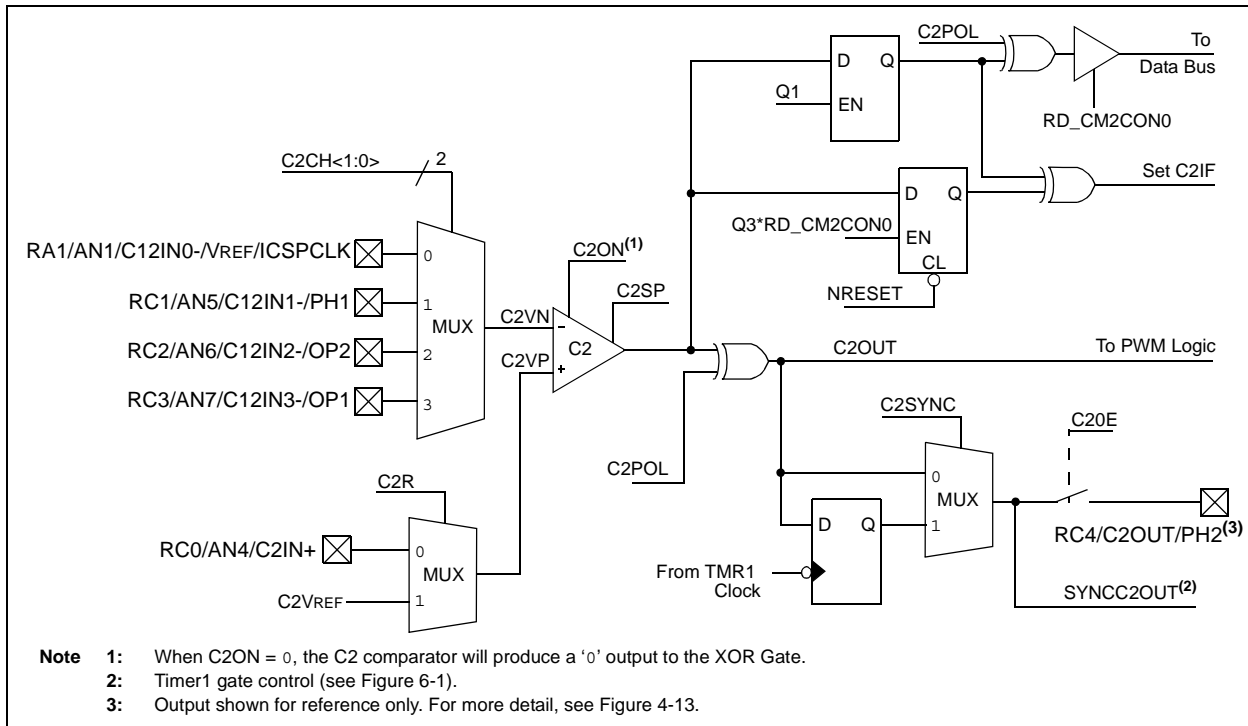 C2POL
To
Data Bus
D
Q
Q1
EN
RD_CM2CON0
C2CH<1:0>
2
Set C2IF
D
Q
Q3*RD_CM2CON0
EN
CL
NRESET
RA1/AN1/C12IN0-/VREF/ICSPCLK
0
C2ON(1)
RC1/AN5/C12IN1-/PH1
1
C2SP
MUX
C2VN
RC2/AN6/C12IN2-/OP2
2
C2
C2VP
C2OUT
To PWM Logic
RC3/AN7/C12IN3-/OP1
3
C2SYNC
C20E
C2POL
0
MUX
C2R
D
Q
1
RC4/C2OUT/PH2(3)
RC0/AN4/C2IN+
0
MUX
From TMR1
Clock
C2VREF
1
SYNCC2OUT(2)
Note 1: When C2ON = 0, the C2 comparator will produce a ‘0’ output to the XOR Gate.
2: Timer1 gate control (see Figure 6-1).
3: Output shown for reference only. For more detail, see Figure 4-13.